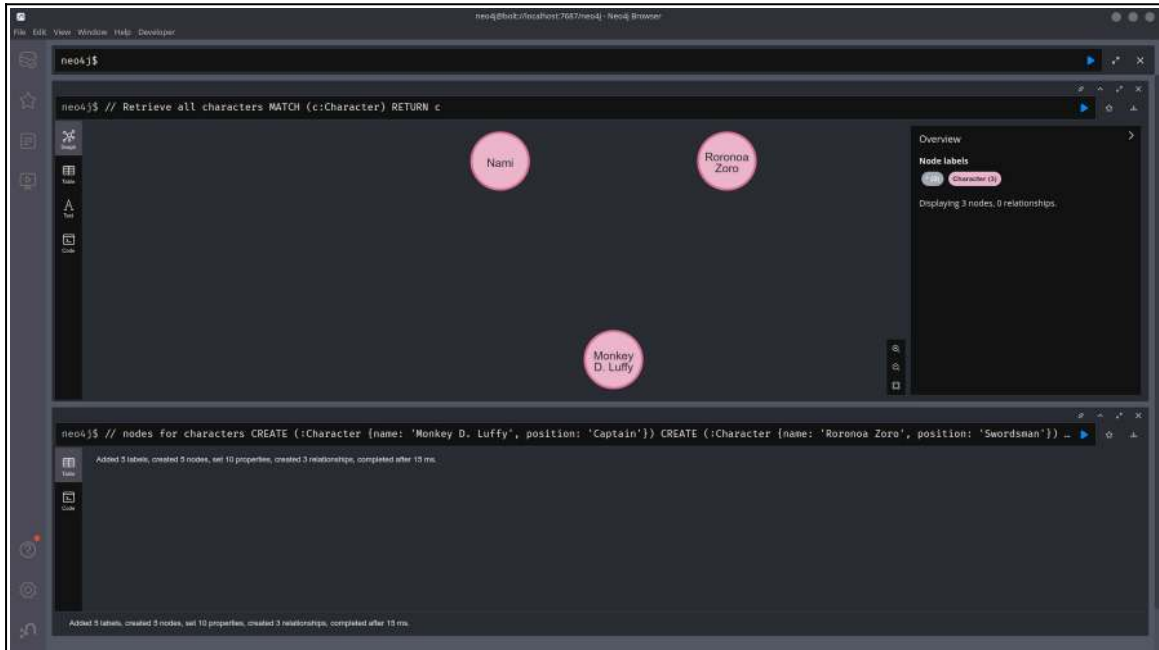 neo4j@bolt://localhost:7687/neo4j - Neo4j Browser
File Edit View Window Help Developer
neo4j$
neo4j$ // Retrieve all characters MATCH (c:Character) RETURN c
Graph
Table
Text
Code
Nami
Roronoa
Zoro
Monkey
D. Luffy
Overview
Node labels
* (3) Character (3)
Displaying 3 nodes, 0 relationships.
neo4j$ // nodes for characters CREATE (:Character {name: 'Monkey D. Luffy', position: 'Captain'}) CREATE (:Character {name: 'Roronoa Zoro', position: 'Swordsman'}) …
Table
Code
Added 5 labels, created 5 nodes, set 10 properties, created 3 relationships, completed after 15 ms.
Added 5 labels, created 5 nodes, set 10 properties, created 3 relationships, completed after 15 ms.